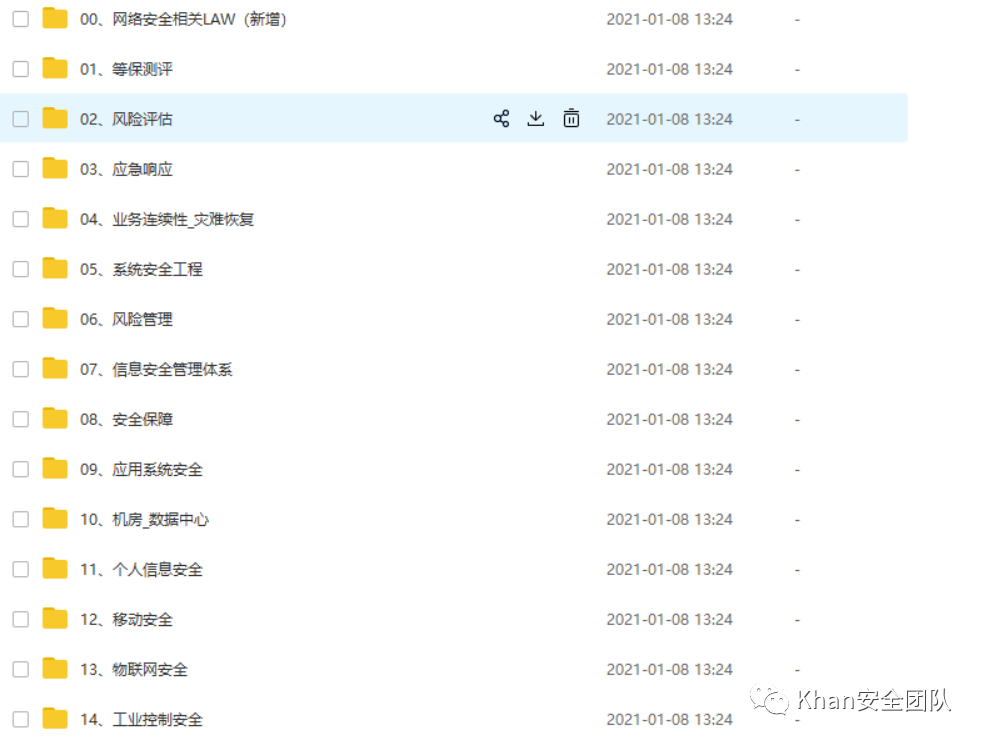 00、网络安全相关LAW（新增） 2021-01-08 13:24 -
01、等保测评 2021-01-08 13:24 -
02、风险评估 2021-01-08 13:24 -
03、应急响应 2021-01-08 13:24 -
04、业务连续性_灾难恢复 2021-01-08 13:24 -
05、系统安全工程 2021-01-08 13:24 -
06、风险管理 2021-01-08 13:24 -
07、信息安全管理体系 2021-01-08 13:24 -
08、安全保障 2021-01-08 13:24 -
09、应用系统安全 2021-01-08 13:24 -
10、机房_数据中心 2021-01-08 13:24 -
11、个人信息安全 2021-01-08 13:24 -
12、移动安全 2021-01-08 13:24 -
13、物联网安全 2021-01-08 13:24 -
Khan安全团队
14、工业控制安全 2021-01-08 13:24 -